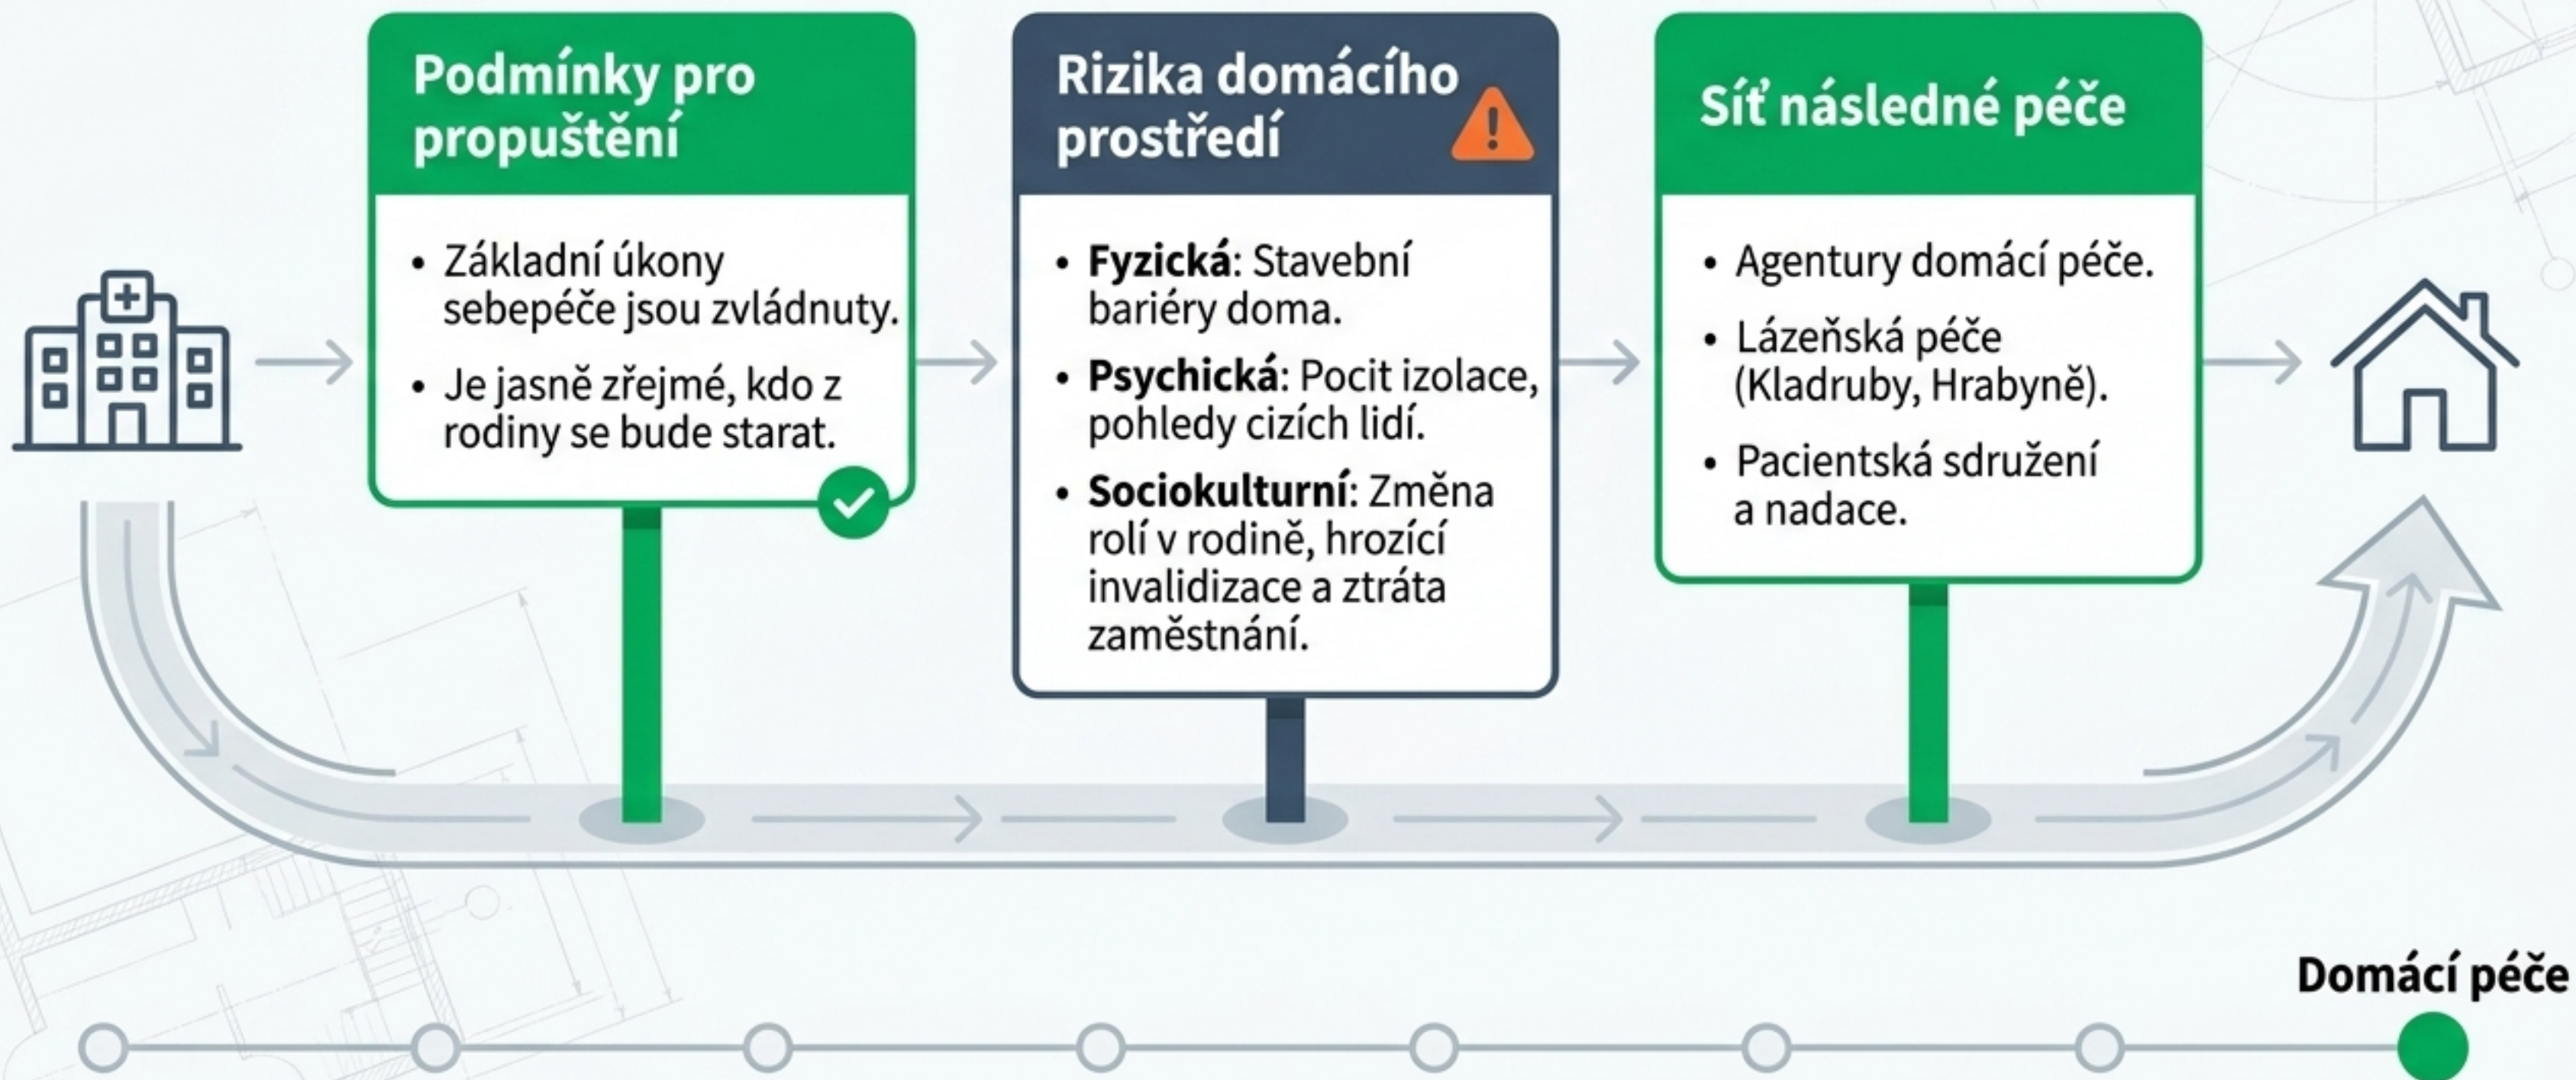 Podmínky pro
propuštění
• Základní úkony
sebepéče jsou zvládnuty.
• Je jasně zřejmé, kdo z
rodiny se bude starat.
Rizika domácího
prostředí
• Fyzická: Stavební
bariéry doma.
• Psychická: Pocit izolace,
pohledy cizích lidí.
• Sociokulturní: Změna
rolí v rodině, hrozící
invalidizace a ztráta
zaměstnání.
Síť následné péče
• Agentury domácí péče.
• Lázeňská péče
(Kladruby, Hrabyně).
• Pacientská sdružení
a nadace.
Domácí péče